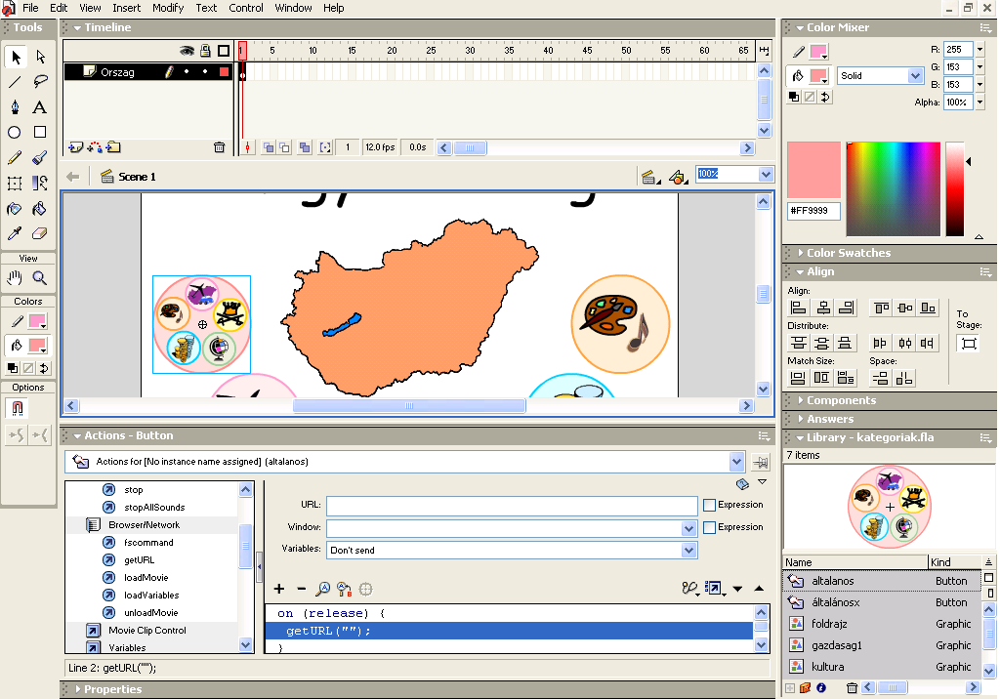 File Edit View Insert Modify Text Control Window Help
Tools
Timeline
1 5 10 15 20 25 30 35 40 45 50 55 60 65
Orszag
1 12.0 fps 0.0s
Scene 1
100%
View
Colors
Options
Actions - Button
Actions for [No instance name assigned] (altalanos)
stop
stopAllSounds
Browser/Network
fscommand
getURL
loadMovie
loadVariables
unloadMovie
Movie Clip Control
Variables
URL: Expression
Window: Expression
Variables: Don't send
on (release) {
getURL("");
}
Line 2: getURL("");
Properties
Color Mixer
R: 255
Solid G: 153
B: 153
Alpha: 100%
#FF9999
Color Swatches
Align
Align:
Distribute:
To Stage:
Match Size: Space:
Components
Answers
Library - kategoriak.fla
7 items
Name Kind
altalanos Button
általánosx Button
foldrajz Graphic
gazdasag1 Graphic
kultura Graphic